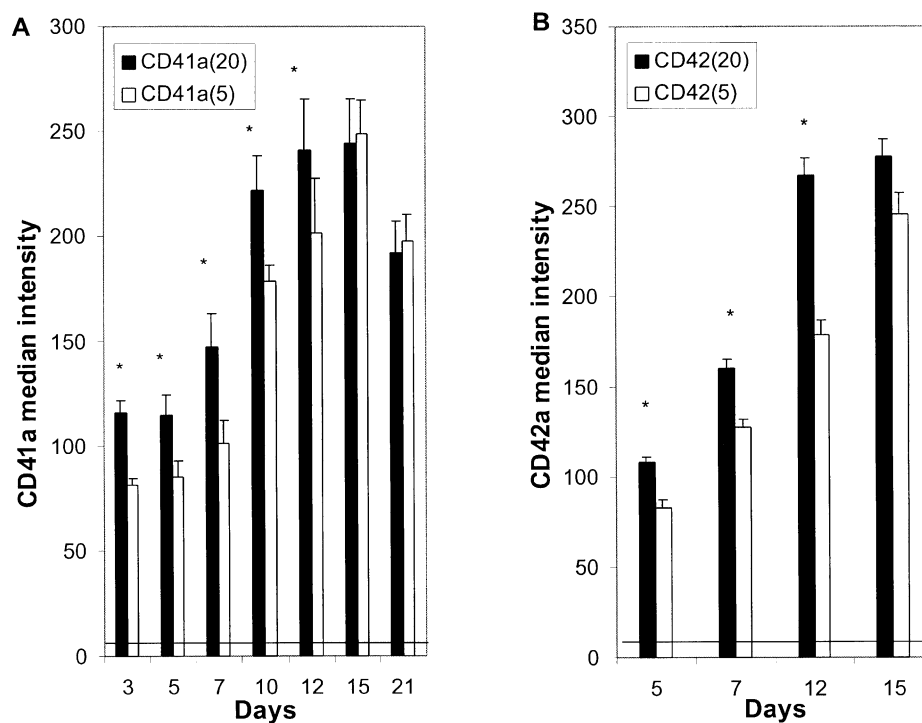 A
CD41a median intensity
300
250
200
150
100
50
0
CD41a(20)
CD41a(5)
*
*
*
*
*
3 5 7 10 12 15 21
Days
B
CD42a median intensity
350
300
250
200
150
100
50
0
CD42(20)
CD42(5)
*
*
*
5 7 12 15
Days